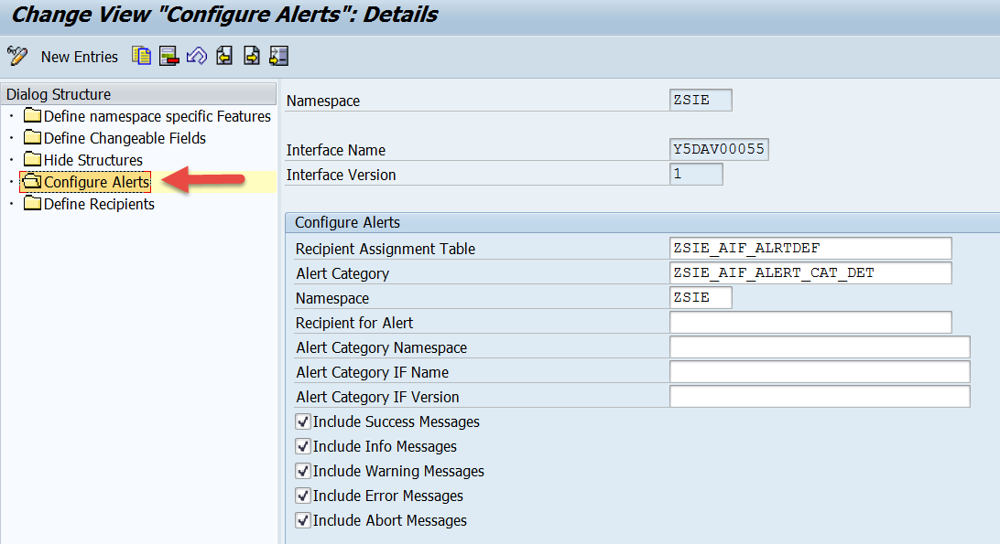 Change View "Configure Alerts": Details
New Entries
Dialog Structure
Define namespace specific Features
Define Changeable Fields
Hide Structures
Configure Alerts
Define Recipients
Namespace ZSIE
Interface Name Y5DAV00055
Interface Version 1
Configure Alerts
Recipient Assignment Table ZSIE_AIF_ALRTDEF
Alert Category ZSIE_AIF_ALERT_CAT_DET
Namespace ZSIE
Recipient for Alert
Alert Category Namespace
Alert Category IF Name
Alert Category IF Version
Include Success Messages
Include Info Messages
Include Warning Messages
Include Error Messages
Include Abort Messages